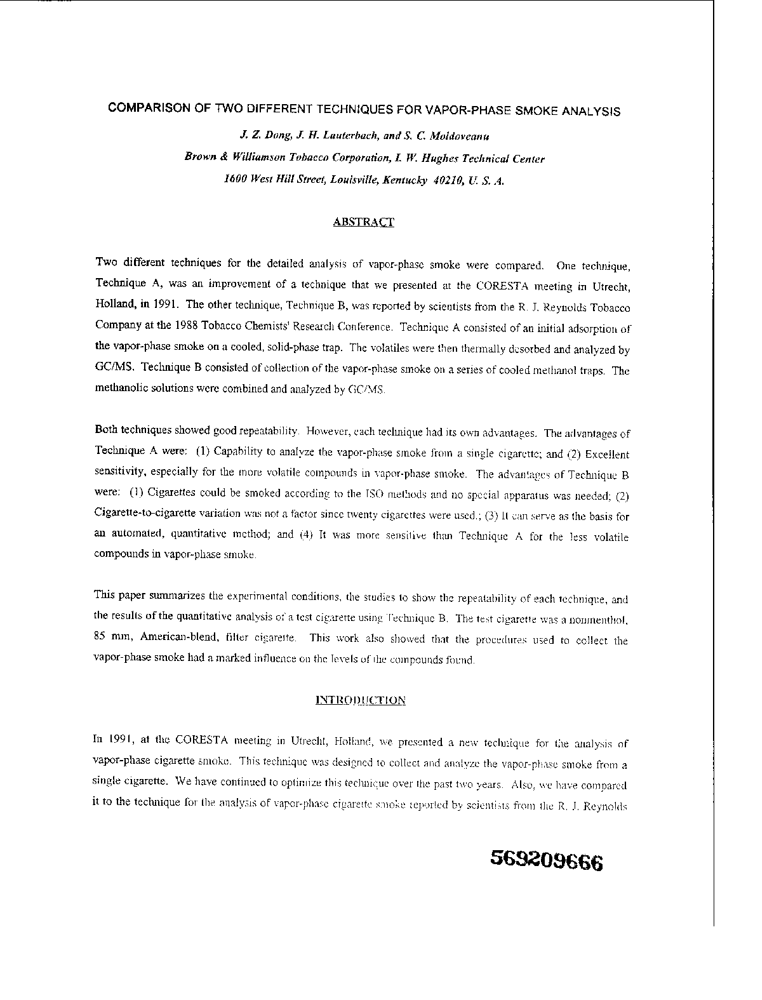 COMPARISON OF TWO DIFFERENT TECHNIQUES FOR VAPOR-PHASE SMOKE ANALYSIS
J. Z. Dong, J. H. Lauterbach, and S. C. Moldoveanu
Brown & Williamson Tobacco Corporation, I. W. Hughes Technical Center
1600 West Hill Street, Louisville, Kentucky 40210, U. S. A.
ABSTRACT
Two different techniques for the detailed analysis of vapor-phase smoke were compared. One technique,
Technique A, was an improvement of a technique that we presented at the CORESTA meeting in Utrecht,
Holland, in 1991. The other technique, Technique B, was reported by scientists from the R. J. Reynolds Tobacco
Company at the 1988 Tobacco Chemists' Research Conference. Technique A consisted of an initial adsorption of
the vapor-phase smoke on a cooled, solid-phase trap. The volatiles were then thermally desorbed and analyzed by
GC/MS. Technique B consisted of collection of the vapor-phase smoke on a series of cooled methanol traps. The
methanolic solutions were combined and analyzed by GC/MS.
Both techniques showed good repeatability. However, each technique had its own advantages. The advantages of
Technique A were: (1) Capability to analyze the vapor-phase smoke from a single cigarette; and (2) Excellent
sensitivity, especially for the more volatile compounds in vapor-phase smoke. The advantages of Technique B
were: (1) Cigarettes could be smoked according to the ISO methods and no special apparatus was needed; (2)
Cigarette-to-cigarette variation was not a factor since twenty cigarettes were used.; (3) It can serve as the basis for
an automated, quantitative method; and (4) It was more sensitive than Technique A for the less volatile
compounds in vapor-phase smoke.
This paper summarizes the experimental conditions, the studies to show the repeatability of each technique, and
the results of the quantitative analysis of a test cigarette using Technique B. The test cigarette was a nonmenthol,
85 mm, American-blend, filter cigarette. This work also showed that the procedures used to collect the
vapor-phase smoke had a marked influence on the levels of the compounds found.
INTRODUCTION
In 1991, at the CORESTA meeting in Utrecht, Holland, we presented a new technique for the analysis of
vapor-phase cigarette smoke. This technique was designed to collect and analyze the vapor-phase smoke from a
single cigarette. We have continued to optimize this technique over the past two years. Also, we have compared
it to the technique for the analysis of vapor-phase cigarette smoke reported by scientists from the R. J. Reynolds
569209666